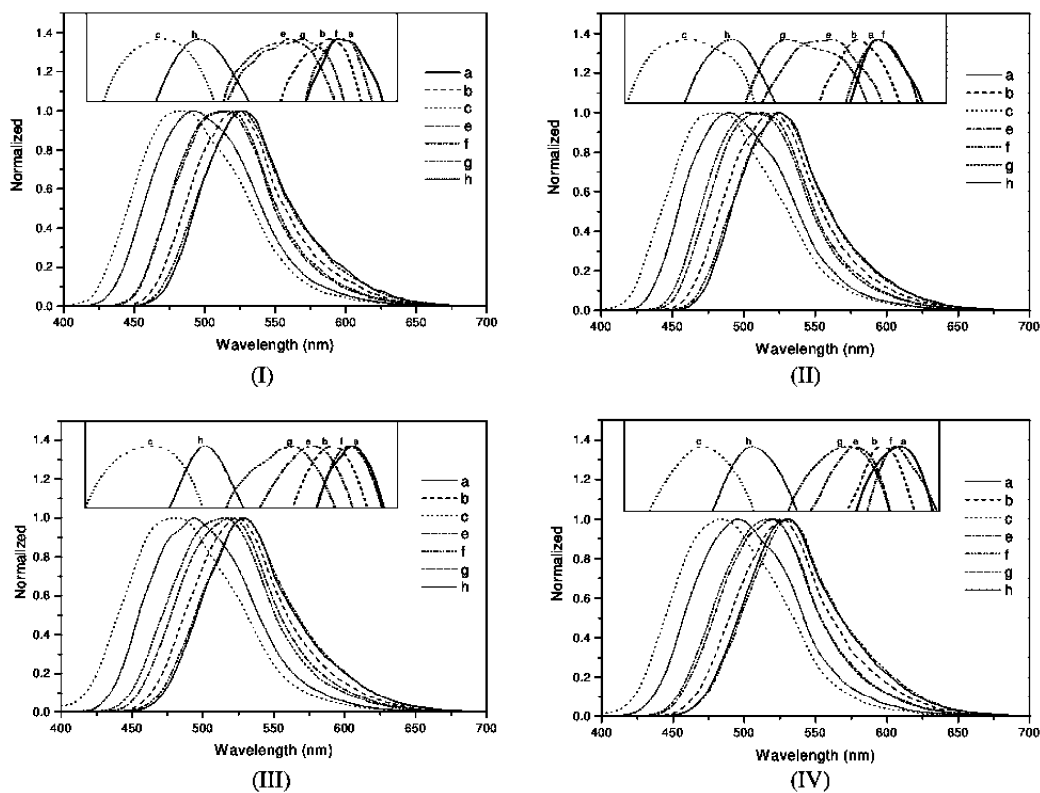 c h e g b f a
1.4
1.2
1.0
0.8
0.6
0.4
0.2
0.0
Normalized
a
b
c
e
f
g
h
400 450 500 550 600 650 700
Wavelength (nm)
(I)
c h g e b a f
1.4
1.2
1.0
0.8
0.6
0.4
0.2
0.0
Normalized
a
b
c
e
f
g
h
400 450 500 550 600 650 700
Wavelength (nm)
(II)
c h g e b f a
1.4
1.2
1.0
0.8
0.6
0.4
0.2
0.0
Normalized
a
b
c
e
f
g
h
400 450 500 550 600 650 700
Wavelength (nm)
(III)
c h g e b f a
1.4
1.2
1.0
0.8
0.6
0.4
0.2
0.0
Normalized
a
b
c
e
f
g
h
400 450 500 550 600 650 700
Wavelength (nm)
(IV)